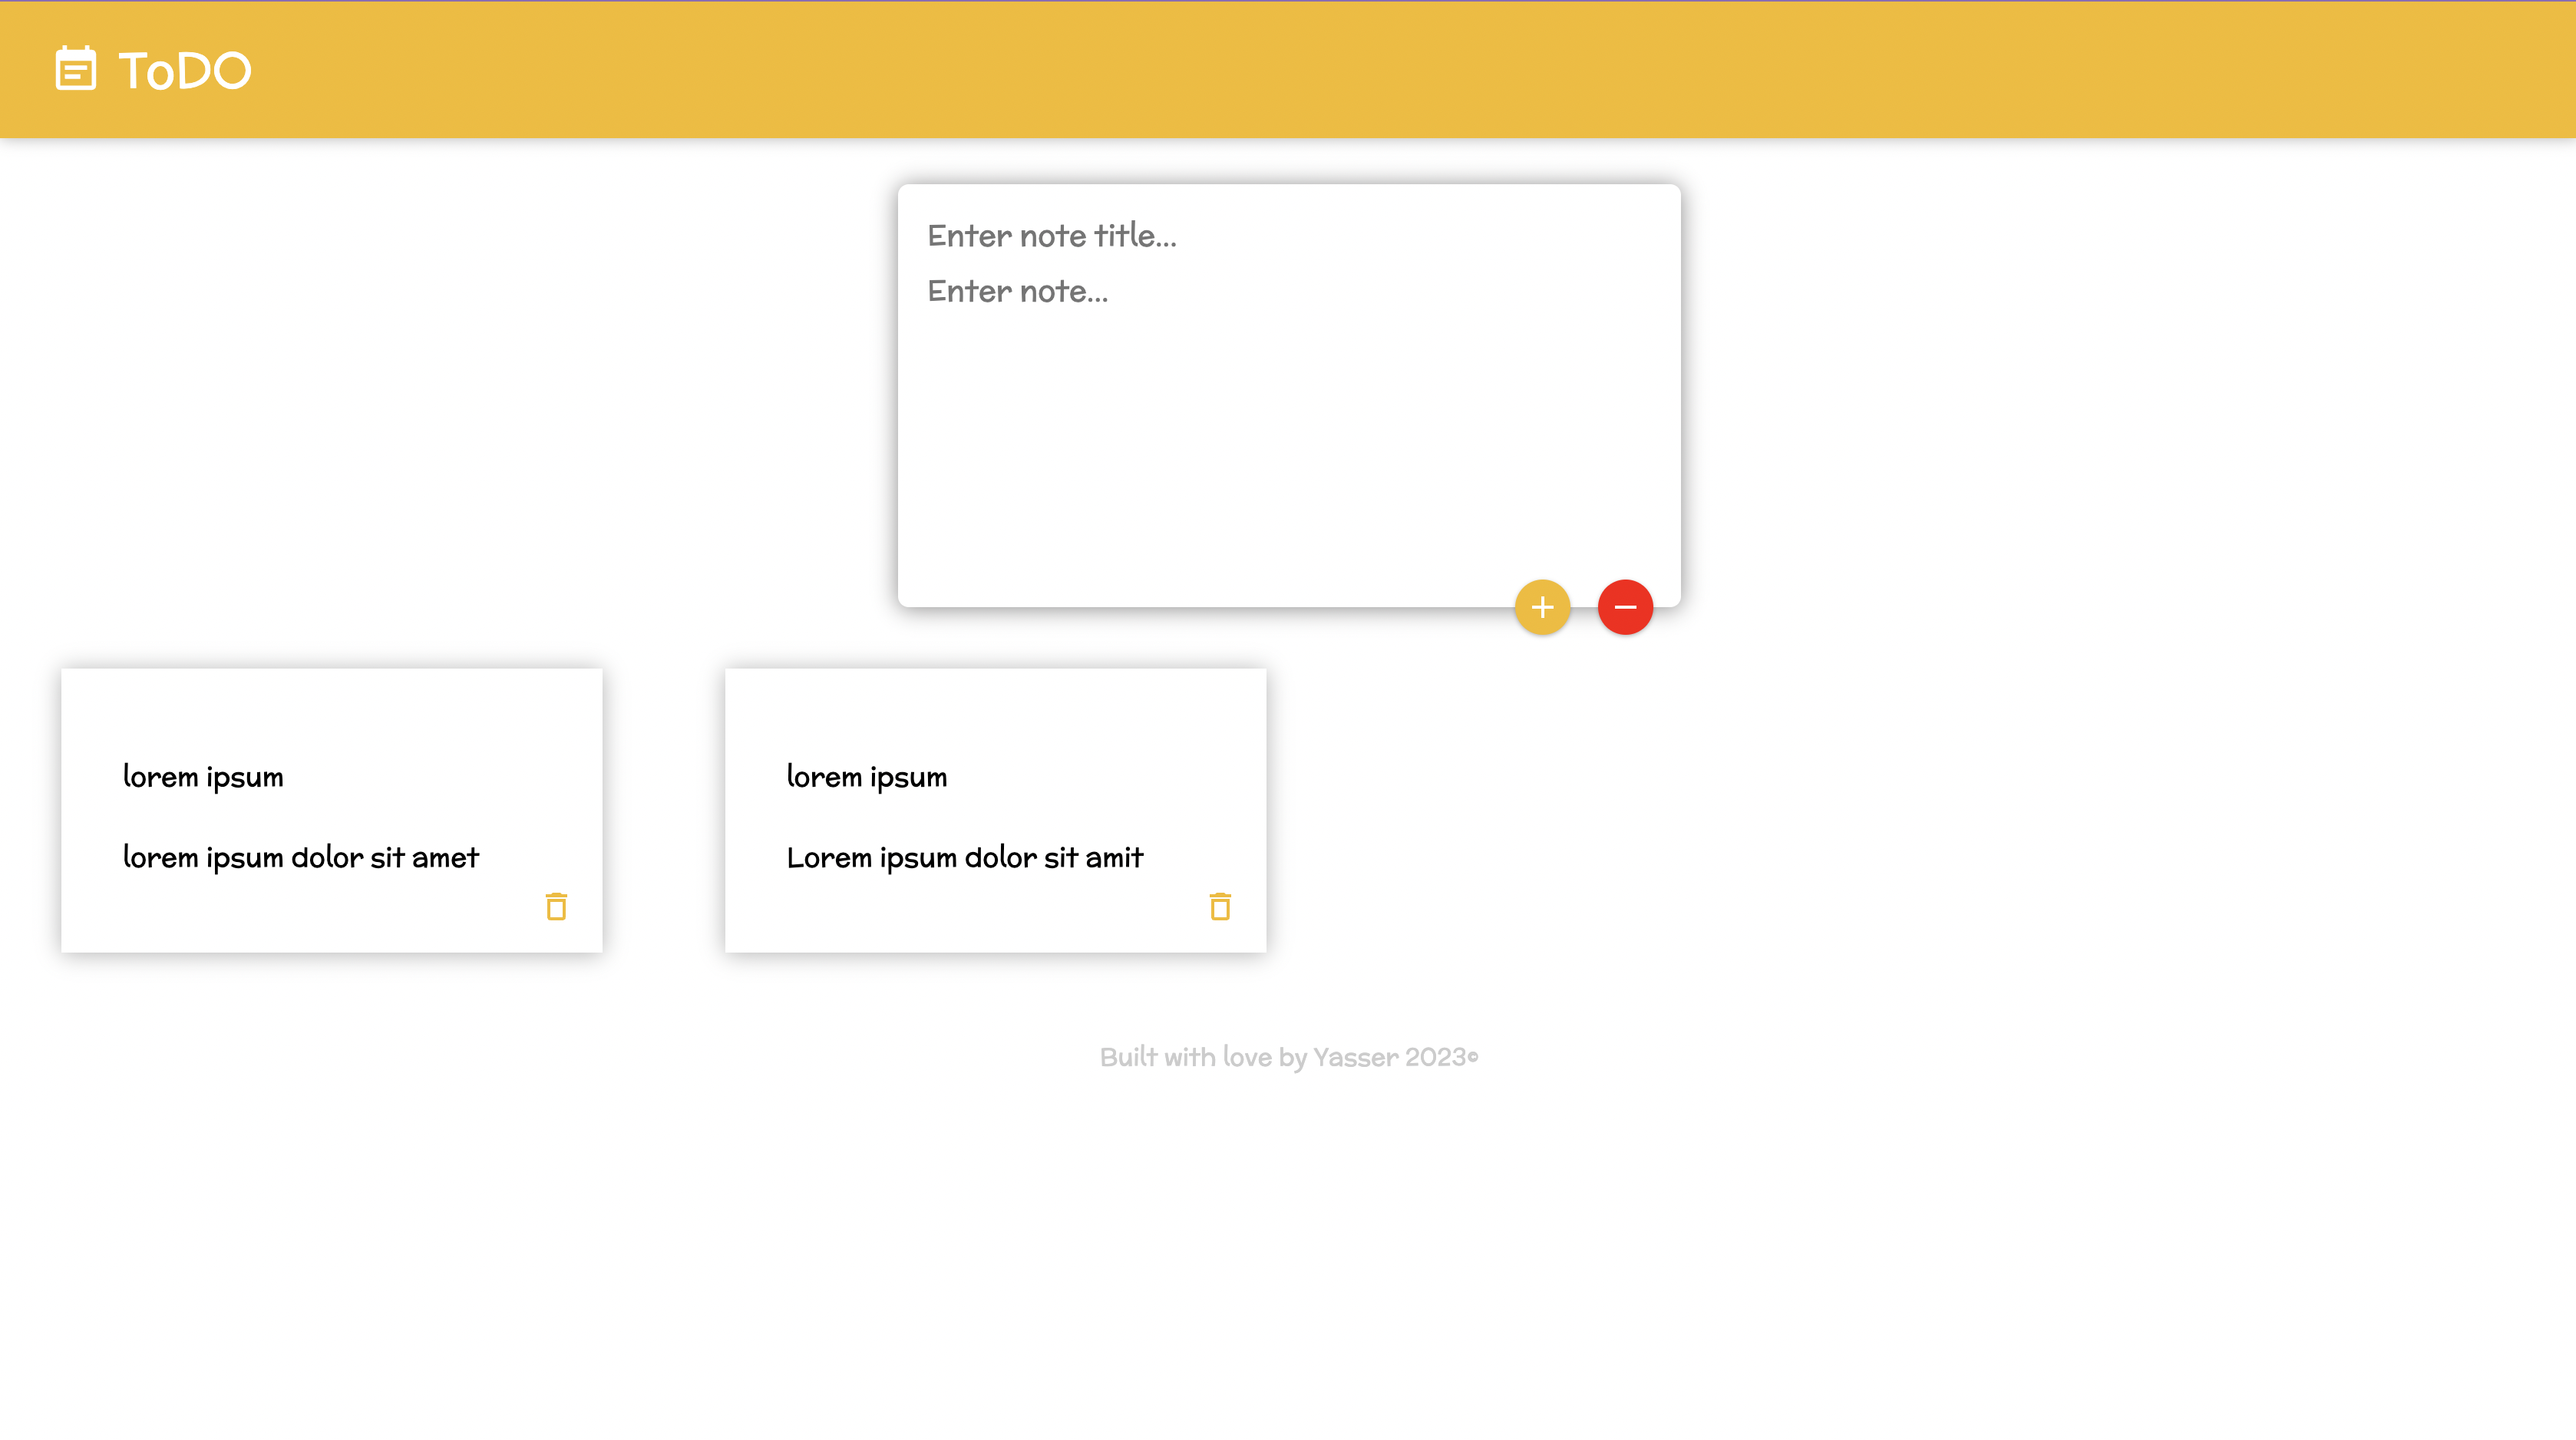 ToDO
Enter note title...
Enter note...
lorem ipsum
lorem ipsum dolor sit amet
lorem ipsum
Lorem ipsum dolor sit amit
Built with love by Yasser 2023©